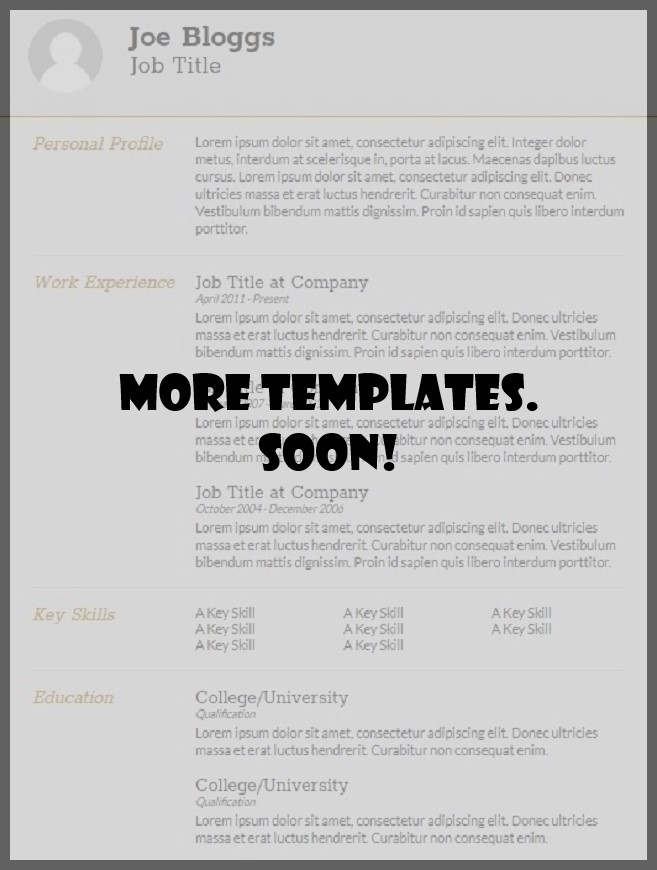 Joe Bloggs
Job Title
Personal Profile
Lorem ipsum dolor sit amet, consectetur adipiscing elit. Integer dolor
metus, interdum at scelerisque in, porta at lacus. Maecenas dapibus luctus
cursus. Lorem ipsum dolor sit amet, consectetur adipiscing elit. Donec
ultricies massa et erat luctus hendrerit. Curabitur non consequat enim.
Vestibulum bibendum mattis dignissim. Proin id sapien quis libero interdum
porttitor.
Work Experience
Job Title at Company
April 2011 - Present
Lorem ipsum dolor sit amet, consectetur adipiscing elit. Donec ultricies
massa et erat luctus hendrerit. Curabitur non consequat enim. Vestibulum
bibendum mattis dignissim. Proin id sapien quis libero interdum porttitor.
MORE TEMPLATES.
Lorem ipsum dolor sit amet, consectetur adipiscing elit. Donec ultricies
massa et erat luctus hendrerit. Curabitur non consequat enim. Vestibulum
SOON!
bibendum id sapien quis libero interdum porttitor.
Job Title at Company
October 2004 - December 2006
Lorem ipsum dolor sit amet, consectetur adipiscing elit. Donec ultricies
massa et erat luctus hendrerit. Curabitur non consequat enim. Vestibulum
bibendum mattis dignissim. Proin id sapien quis libero interdum porttitor.
Key Skills
A Key Skill A Key Skill A Key Skill
A Key Skill A Key Skill A Key Skill
A Key Skill A Key Skill
Education
College/University
Qualification
Lorem ipsum dolor sit amet, consectetur adipiscing elit. Donec ultricies
massa et erat luctus hendrerit. Curabitur non consequat enim.
College/University
Qualification
Lorem ipsum dolor sit amet, consectetur adipiscing elit. Donec ultricies
massa et erat luctus hendrerit. Curabitur non consequat enim.